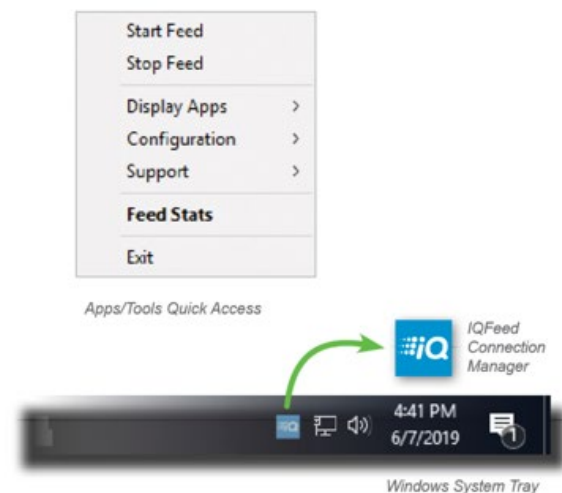 Start Feed
Stop Feed
Display Apps >
Configuration >
Support >
Feed Stats
Exit
Apps/Tools Quick Access
iQ
IQFeed
Connection
Manager
iQ
4:41 PM
6/7/2019
1
Windows System Tray